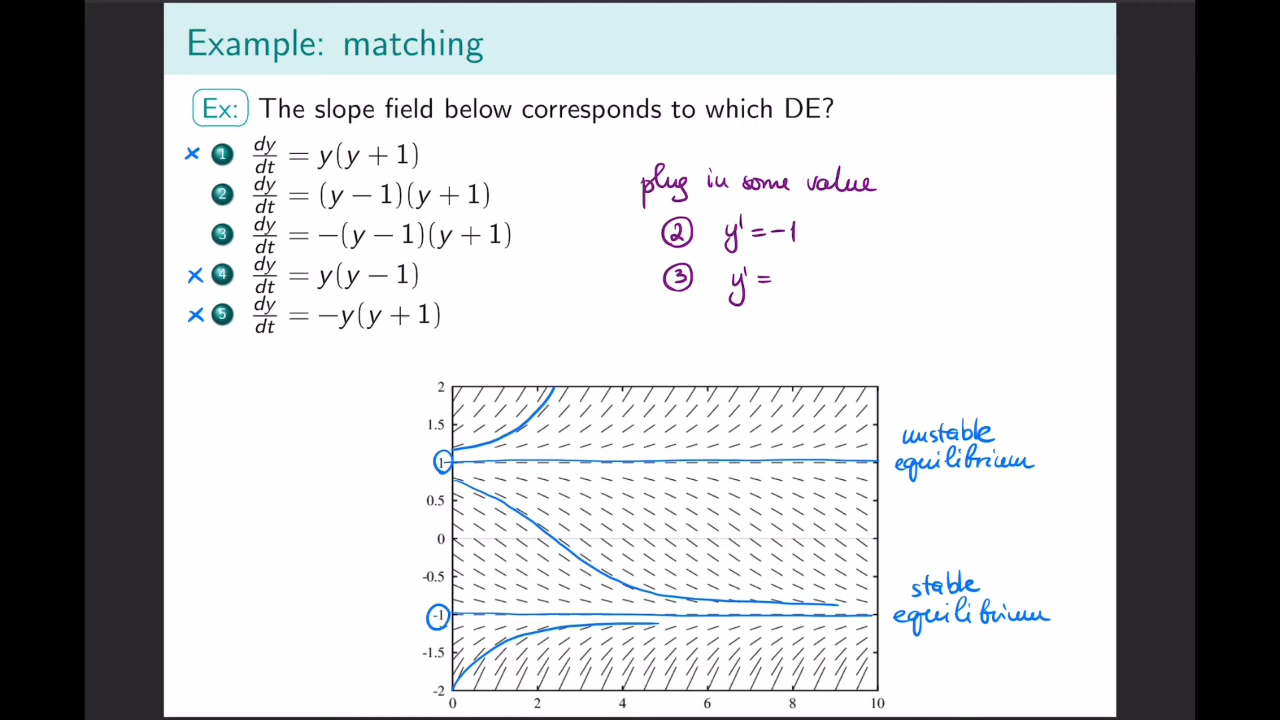 Example: matching
Ex: The slope field below corresponds to which DE?
× 1 dy/dt = y(y + 1)
2 dy/dt = (y − 1)(y + 1)
3 dy/dt = −(y − 1)(y + 1)
× 4 dy/dt = y(y − 1)
× 5 dy/dt = −y(y + 1)
plug in some value
② y' = -1
③ y' =
2
1.5
1
0.5
0
-0.5
-1
-1.5
-2
0 2 4 6 8 10
unstable
equilibrium
stable
equilibrium